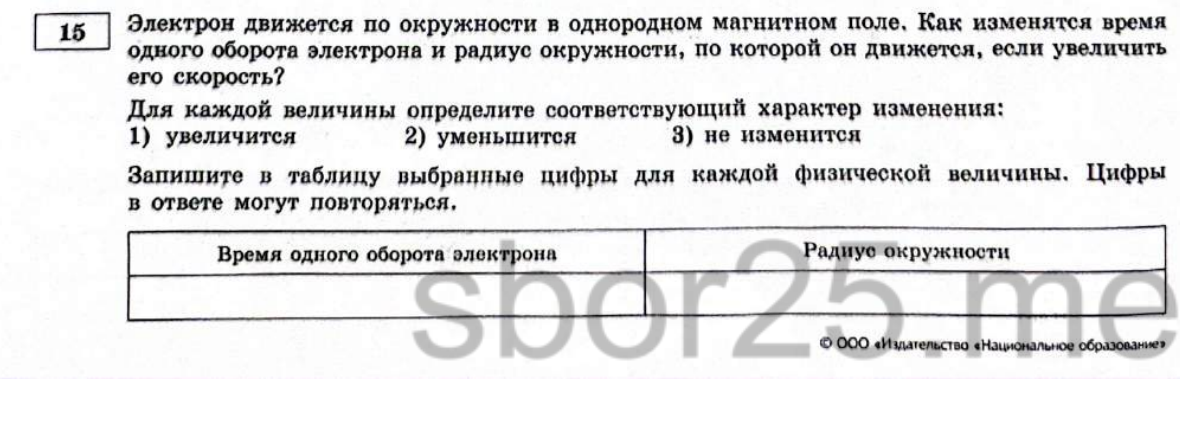 15
Электрон движется по окружности в однородном магнитном поле. Как изменятся время
одного оборота электрона и радиус окружности, по которой он движется, если увеличить
его скорость?
Для каждой величины определите соответствующий характер изменения:
1) увеличится 2) уменьшится 3) не изменится
Запишите в таблицу выбранные цифры для каждой физической величины. Цифры
в ответе могут повторяться.
Время одного оборота электрона Радиус окружности
sbor25.me
© ООО «Издательство «Национальное образование»